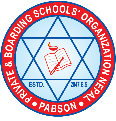 PRIVATE & BOARDING SCHOOLS' ORGANIZATION NEPAL
ESTD.
• PABSON •